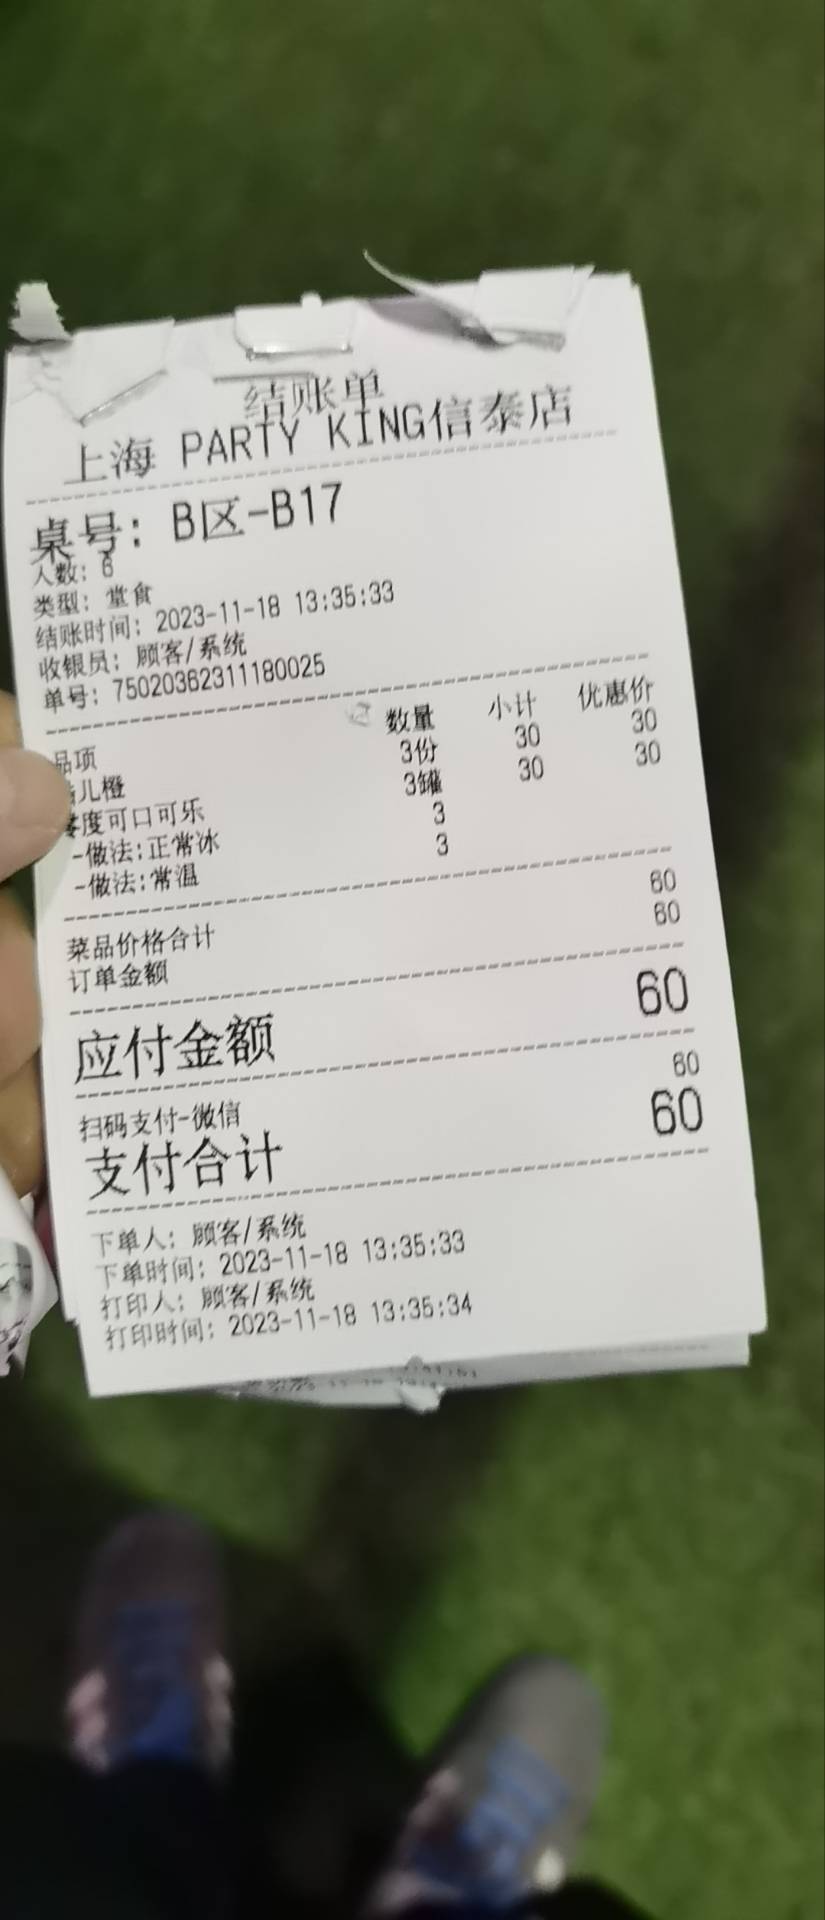 结账单
上海 PARTY KING信泰店
桌号: B区-B17
人数: 6
类型: 堂食
结账时间: 2023-11-18 13:35:33
收银员: 顾客/系统
单号: 75020362311180025
品项 数量 小计 优惠价
儿橙 3份 30 30
零度可口可乐 3罐 30 30
-做法:正常冰 3
-做法:常温 3
菜品价格合计 60
订单金额 60
应付金额 60
扫码支付-微信 60
支付合计 60
下单人: 顾客/系统
下单时间: 2023-11-18 13:35:33
打印人: 顾客/系统
打印时间: 2023-11-18 13:35:34